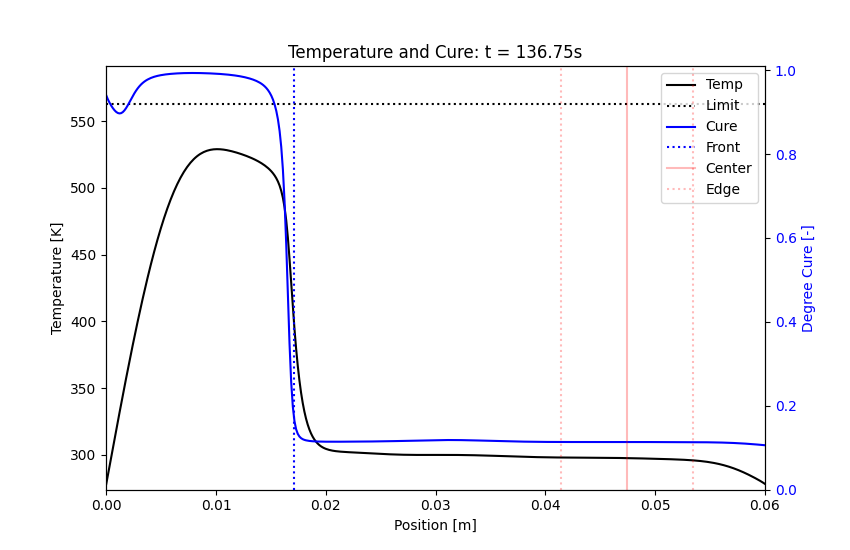 Temperature and Cure: t = 136.75s
Temp
Limit
Cure
Front
Center
Edge
550
500
450
400
350
300
Temperature [K]
1.0
0.8
0.6
0.4
0.2
0.0
Degree Cure [-]
0.00 0.01 0.02 0.03 0.04 0.05 0.06
Position [m]